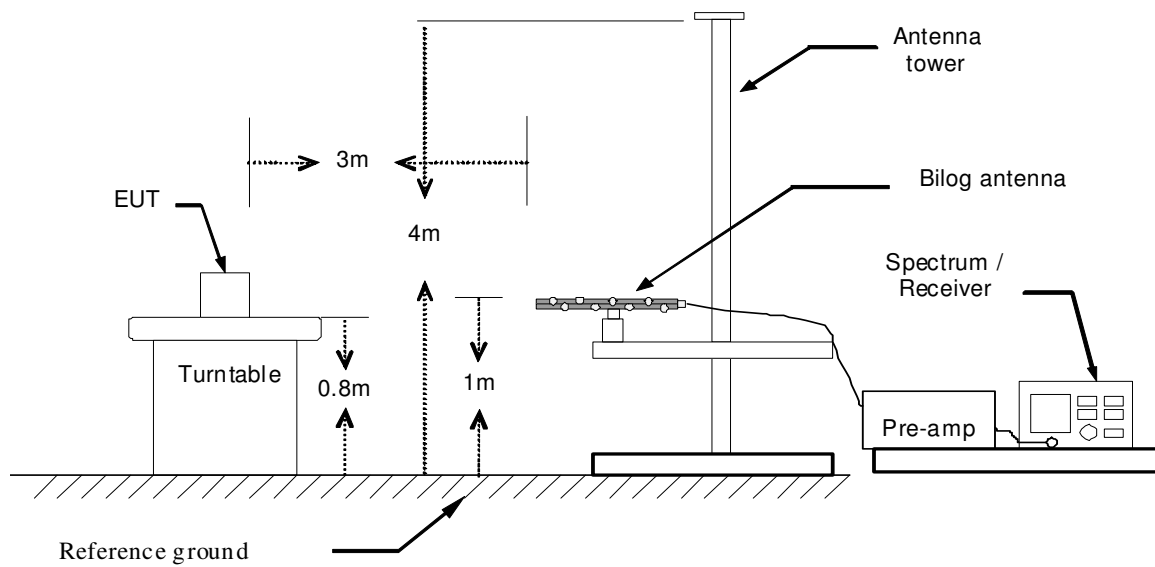 Antenna
tower
3m
Bilog antenna
EUT
4m
Spectrum /
Receiver
Turntable
0.8m
1m
Pre-amp
Reference ground